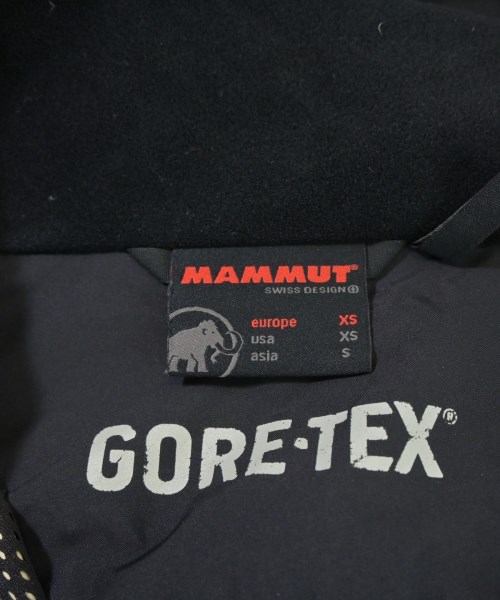 MAMMUT®
SWISS DESIGN
europe XS
usa XS
asia S
GORE-TEX®